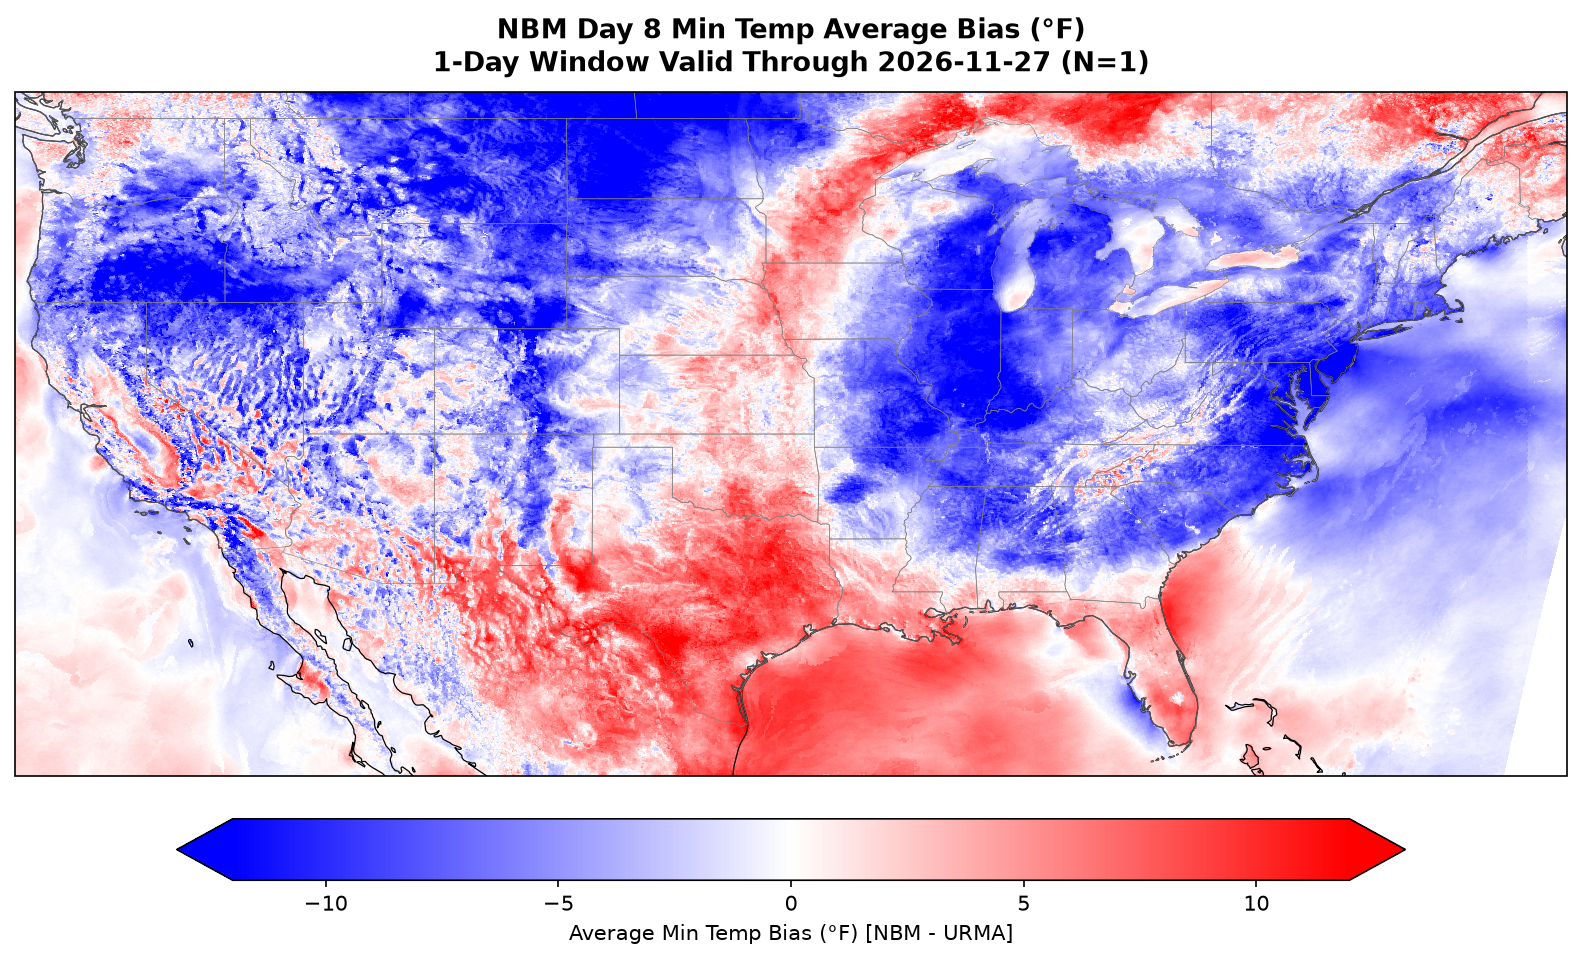 NBM Day 8 Min Temp Average Bias (°F)
1-Day Window Valid Through 2026-11-27 (N=1)
−10 −5 0 5 10
Average Min Temp Bias (°F) [NBM - URMA]